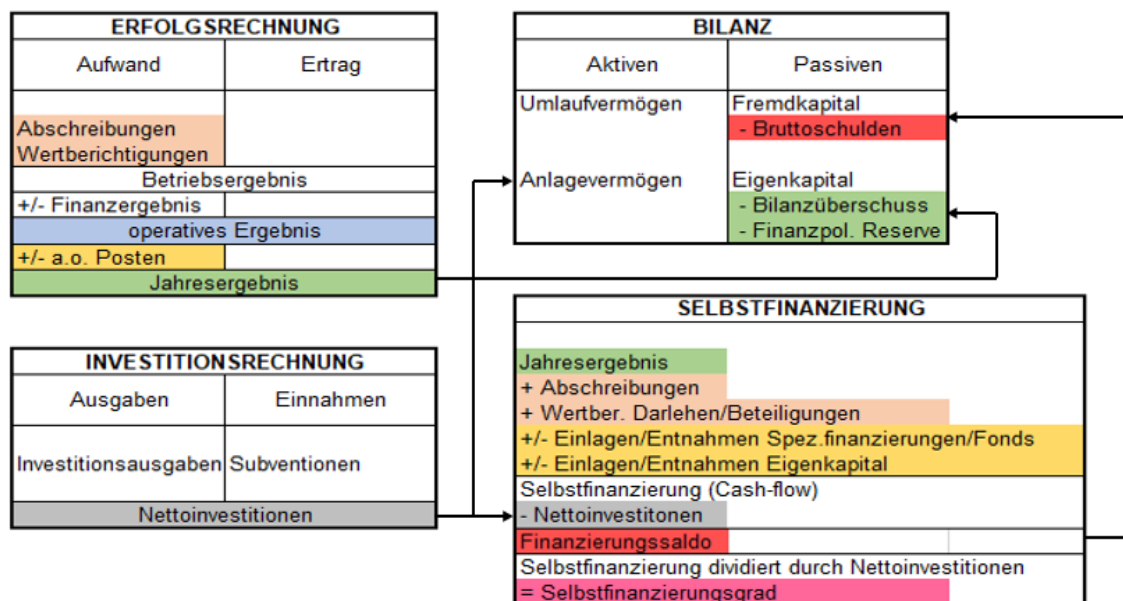 ERFOLGSRECHNUNG
Aufwand Ertrag
Abschreibungen
Wertberichtigungen
Betriebsergebnis
+/- Finanzergebnis
operatives Ergebnis
+/- a.o. Posten
Jahresergebnis
BILANZ
Aktiven Passiven
Umlaufvermögen Fremdkapital
- Bruttoschulden
Anlagevermögen Eigenkapital
- Bilanzüberschuss
- Finanzpol. Reserve
INVESTITIONSRECHNUNG
Ausgaben Einnahmen
Investitionsausgaben Subventionen
Nettoinvestitionen
SELBSTFINANZIERUNG
Jahresergebnis
+ Abschreibungen
+ Wertber. Darlehen/Beteiligungen
+/- Einlagen/Entnahmen Spez.finanzierungen/Fonds
+/- Einlagen/Entnahmen Eigenkapital
Selbstfinanzierung (Cash-flow)
- Nettoinvestitonen
Finanzierungssaldo
Selbstfinanzierung dividiert durch Nettoinvestitionen
= Selbstfinanzierungsgrad